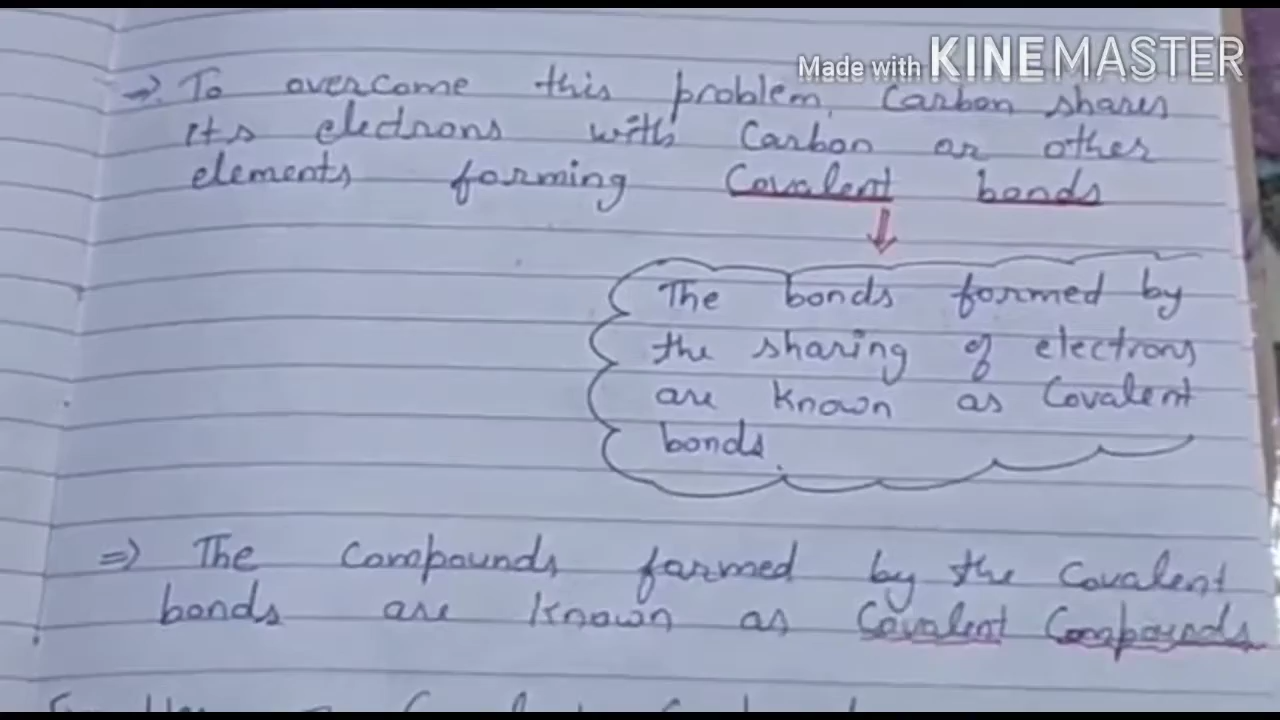 Made with KINEMASTER
→ To overcome this problem, Carbon shares
its electrons with Carbon or other
elements forming Covalent bonds
↓
The bonds formed by
the sharing of electrons
are known as Covalent
bonds.
⇒ The Compounds formed by the Covalent
bonds are known as Covalent Compounds